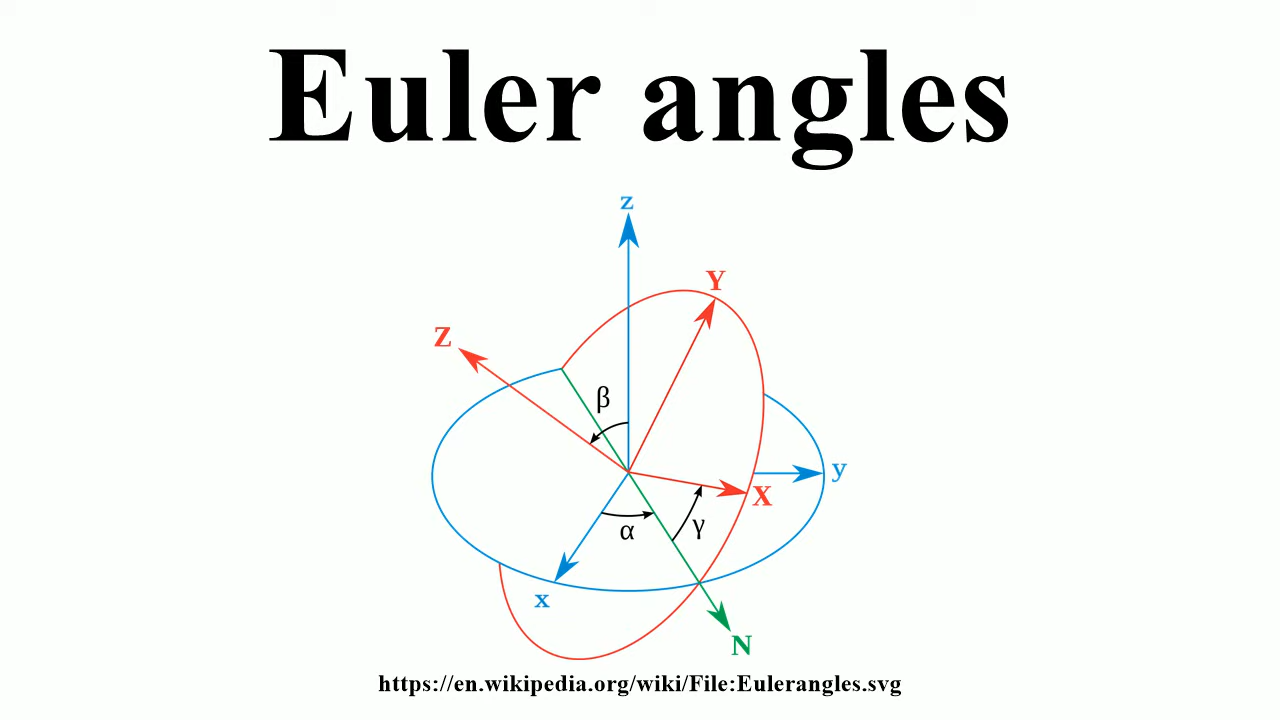 Euler angles
z
Y
Z
β
y
X
α
γ
x
N
https://en.wikipedia.org/wiki/File:Eulerangles.svg